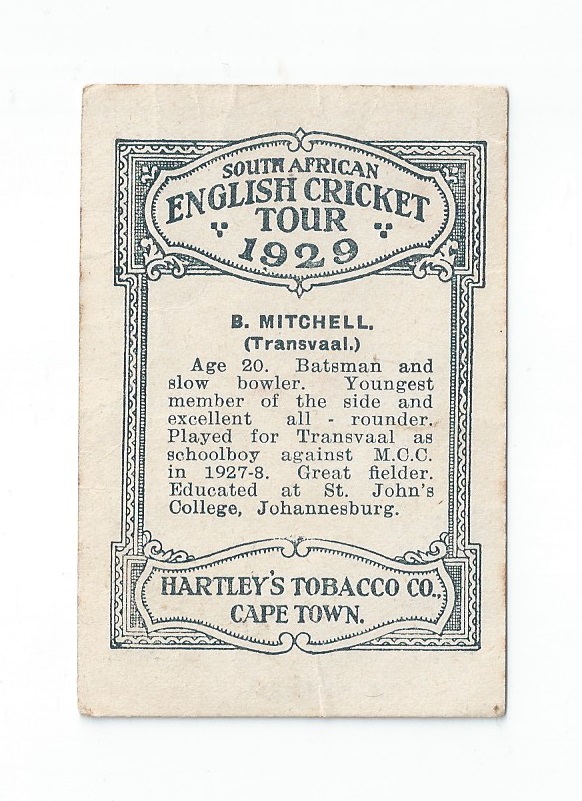 SOUTH AFRICAN
ENGLISH CRICKET
TOUR
1929
B. MITCHELL.
(Transvaal.)
Age 20. Batsman and
slow bowler. Youngest
member of the side and
excellent all - rounder.
Played for Transvaal as
schoolboy against M.C.C.
in 1927-8. Great fielder.
Educated at St. John's
College, Johannesburg.
HARTLEY'S TOBACCO CO.,
CAPE TOWN.